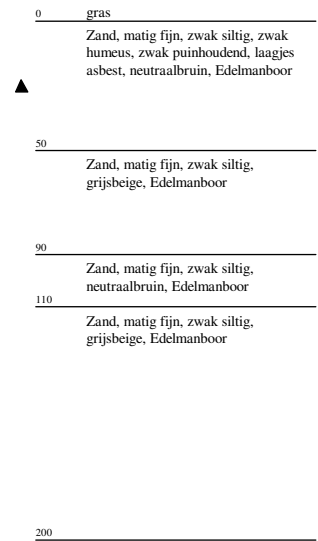 0 gras
Zand, matig fijn, zwak siltig, zwak
humeus, zwak puinhoudend, laagjes
asbest, neutraalbruin, Edelmanboor
50
Zand, matig fijn, zwak siltig,
grijsbeige, Edelmanboor
90
Zand, matig fijn, zwak siltig,
neutraalbruin, Edelmanboor
110
Zand, matig fijn, zwak siltig,
grijsbeige, Edelmanboor
200